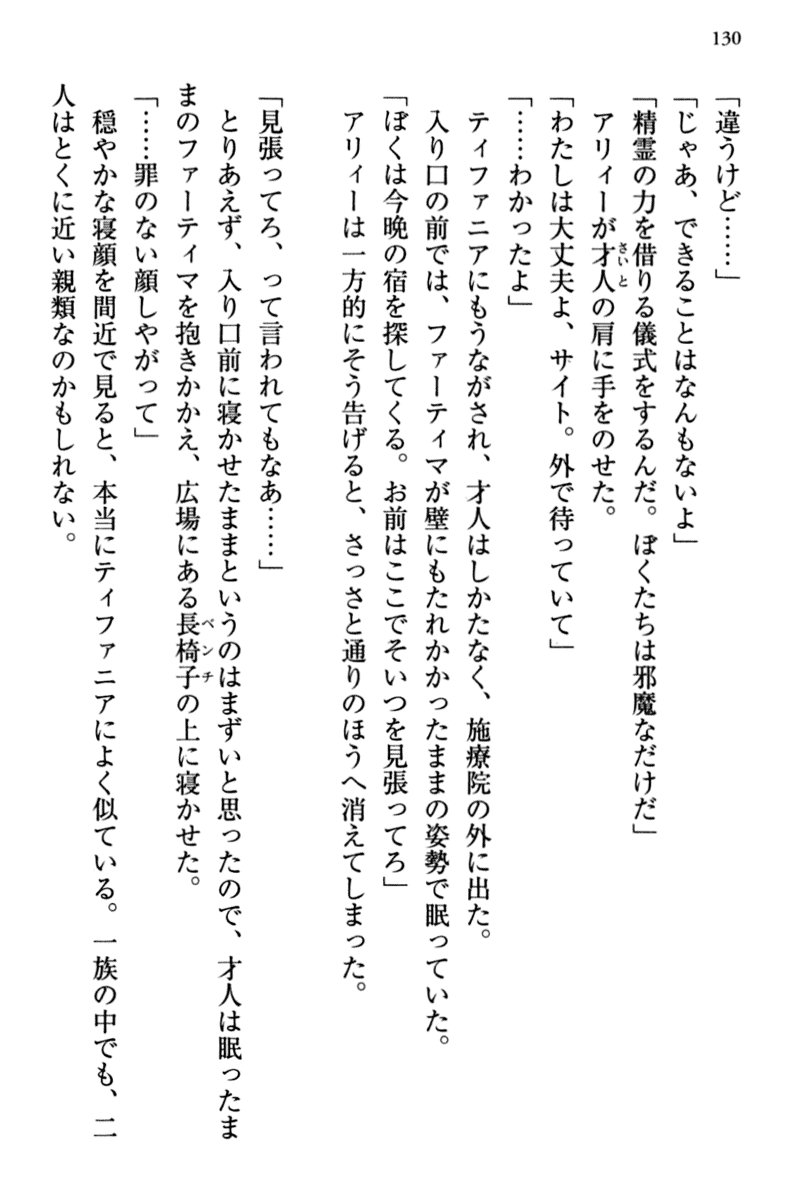 130
「違うけど……」
「じゃあ、できることはなんもないよ」
「精霊の力を借りる儀式をするんだ。ぼくたちは邪魔なだけだ」
アリィーが才人の肩に手をのせた。
「わたしは大丈夫よ、サイト。外で待っていて」
「……わかったよ」
ティファニアにもうながされ、才人はしかたなく、施療院の外に出た。
入り口の前では、ファーティマが壁にもたれかかったままの姿勢で眠っていた。
「ぼくは今晩の宿を探してくる。お前はここでそいつを見張ってろ」
アリィーは一方的にそう告げると、さっさと通りのほうへ消えてしまった。
「見張ってろ、って言われてもなあ……」
とりあえず、入り口前に寝かせたままというのはまずいと思ったので、才人は眠ったま
まのファーティマを抱きかかえ、広場にある長椅子の上に寝かせた。
「……罪のない顔しやがって」
穏やかな寝顔を間近で見ると、本当にティファニアによく似ている。一族の中でも、二
人はとくに近い親類なのかもしれない。
さいと
ベンチ